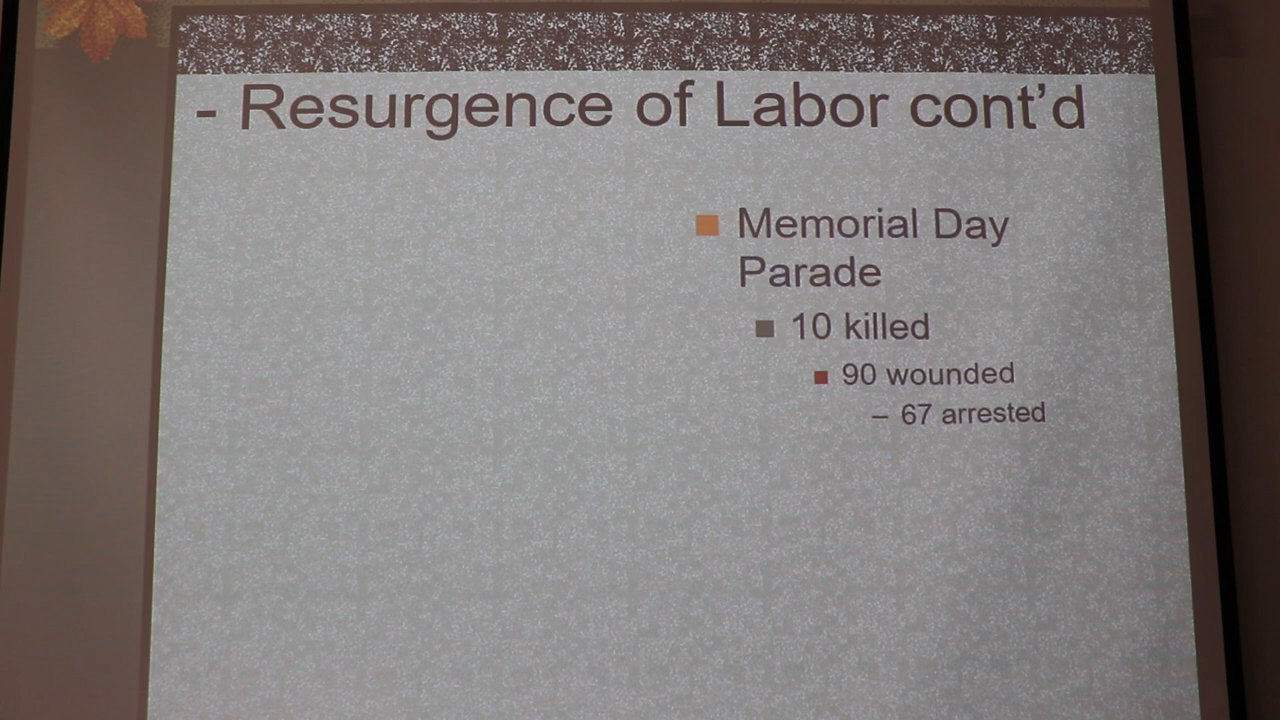 - Resurgence of Labor cont’d
Memorial Day
Parade
10 killed
90 wounded
– 67 arrested